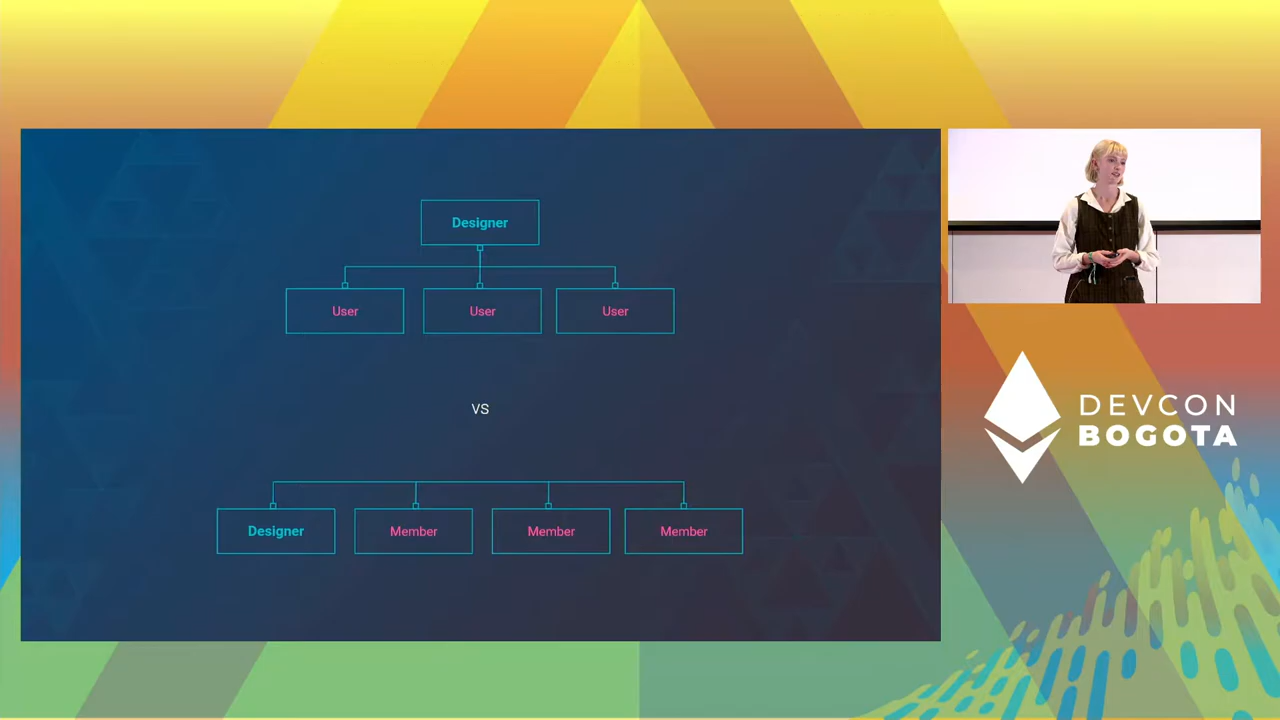 Designer
User User User
VS
Designer Member Member Member
DEVCON
BOGOTA